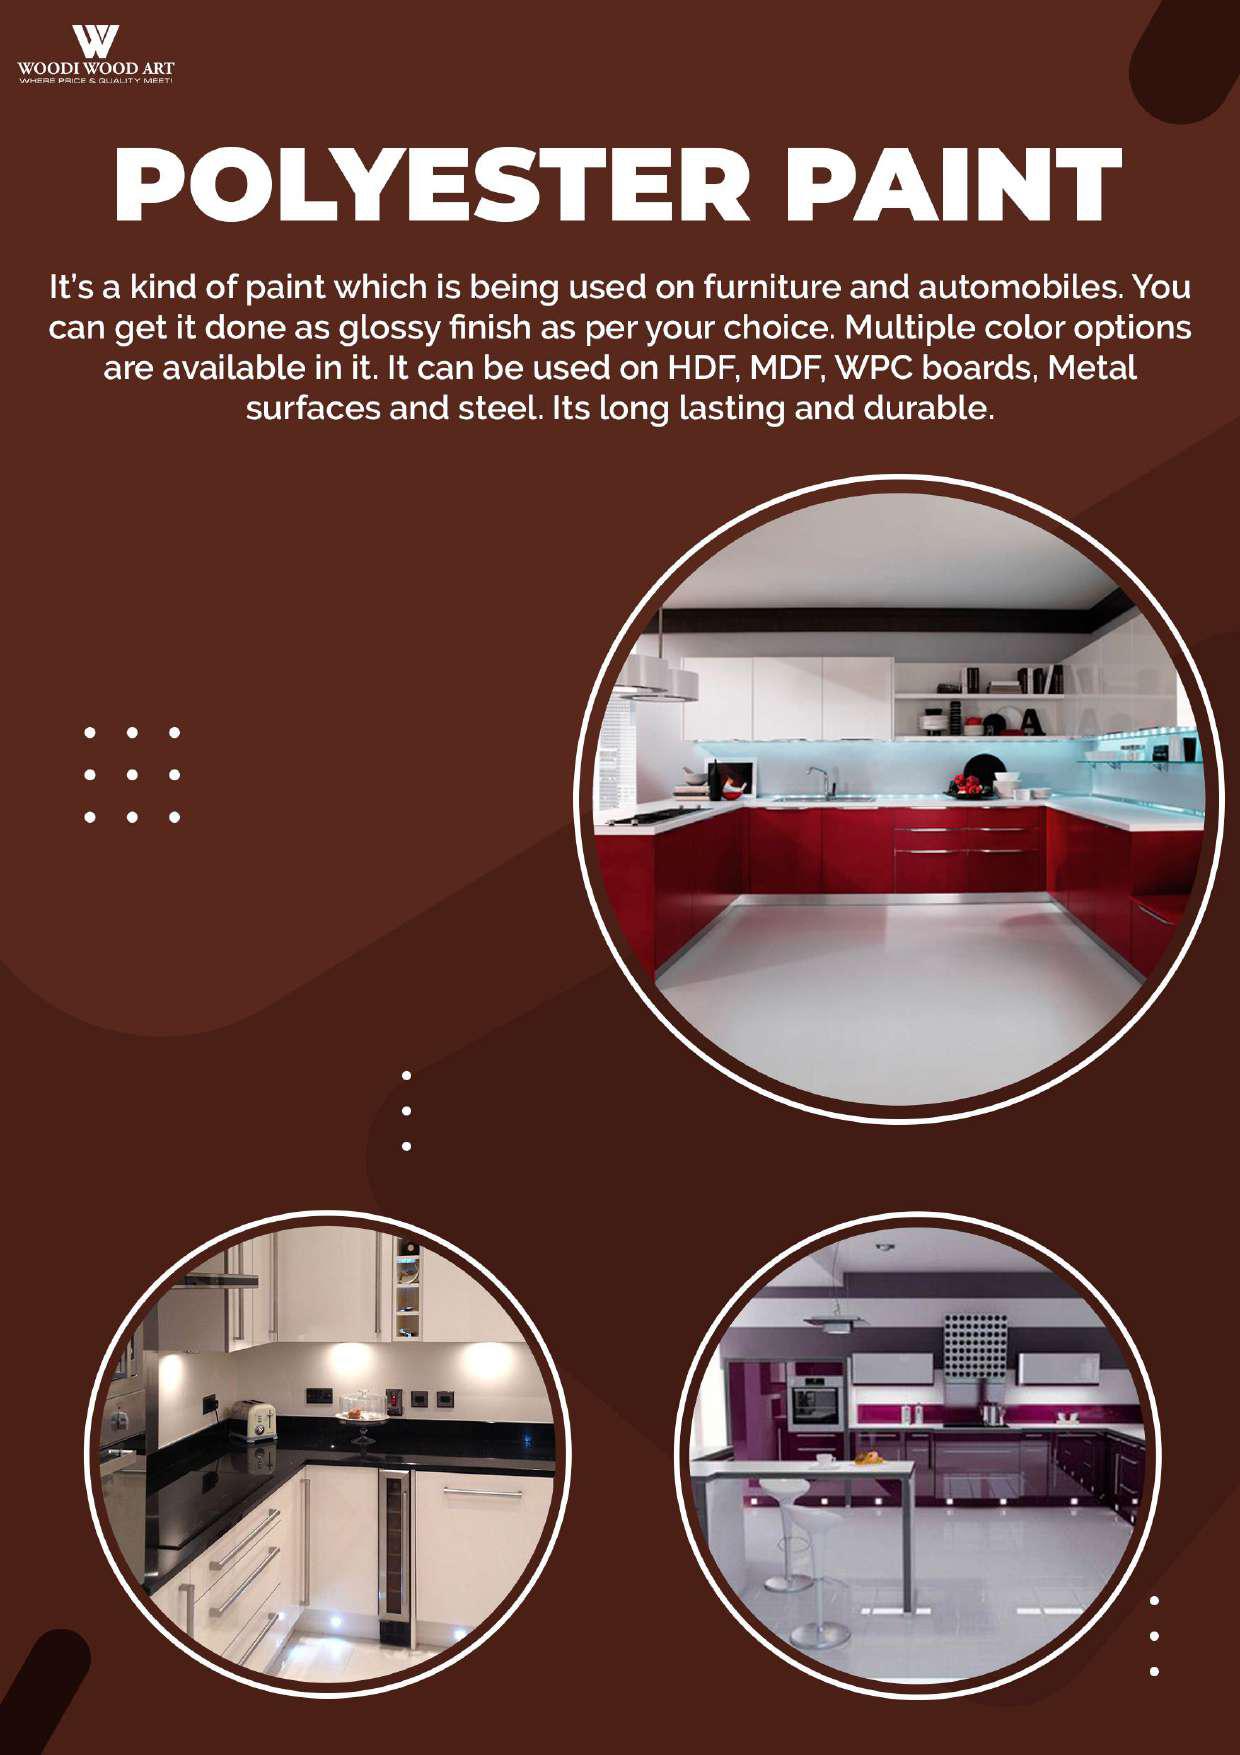 WOODI WOOD ART
WHERE PRICE & QUALITY MEET!
POLYESTER PAINT
It’s a kind of paint which is being used on furniture and automobiles. You
can get it done as glossy finish as per your choice. Multiple color options
are available in it. It can be used on HDF, MDF, WPC boards, Metal
surfaces and steel. Its long lasting and durable.
A